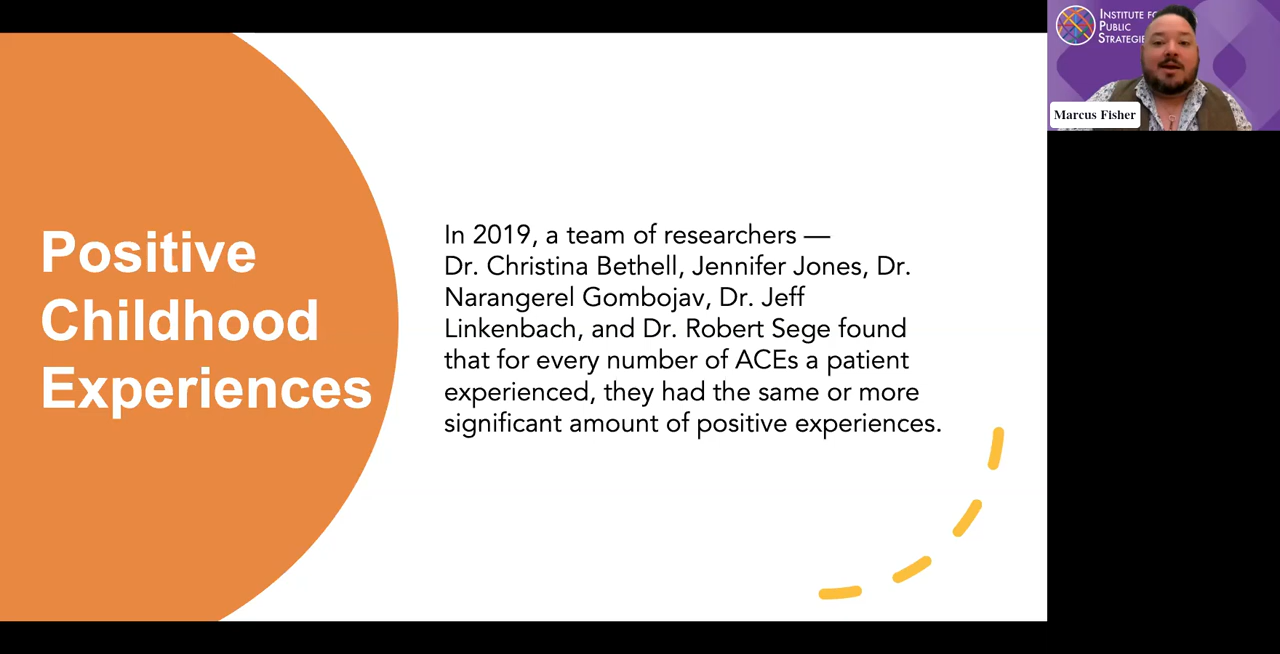 Positive
Childhood
Experiences
In 2019, a team of researchers —
Dr. Christina Bethell, Jennifer Jones, Dr.
Narangerel Gombojav, Dr. Jeff
Linkenbach, and Dr. Robert Sege found
that for every number of ACEs a patient
experienced, they had the same or more
significant amount of positive experiences.
INSTITUTE
PUBLIC
Marcus Fisher